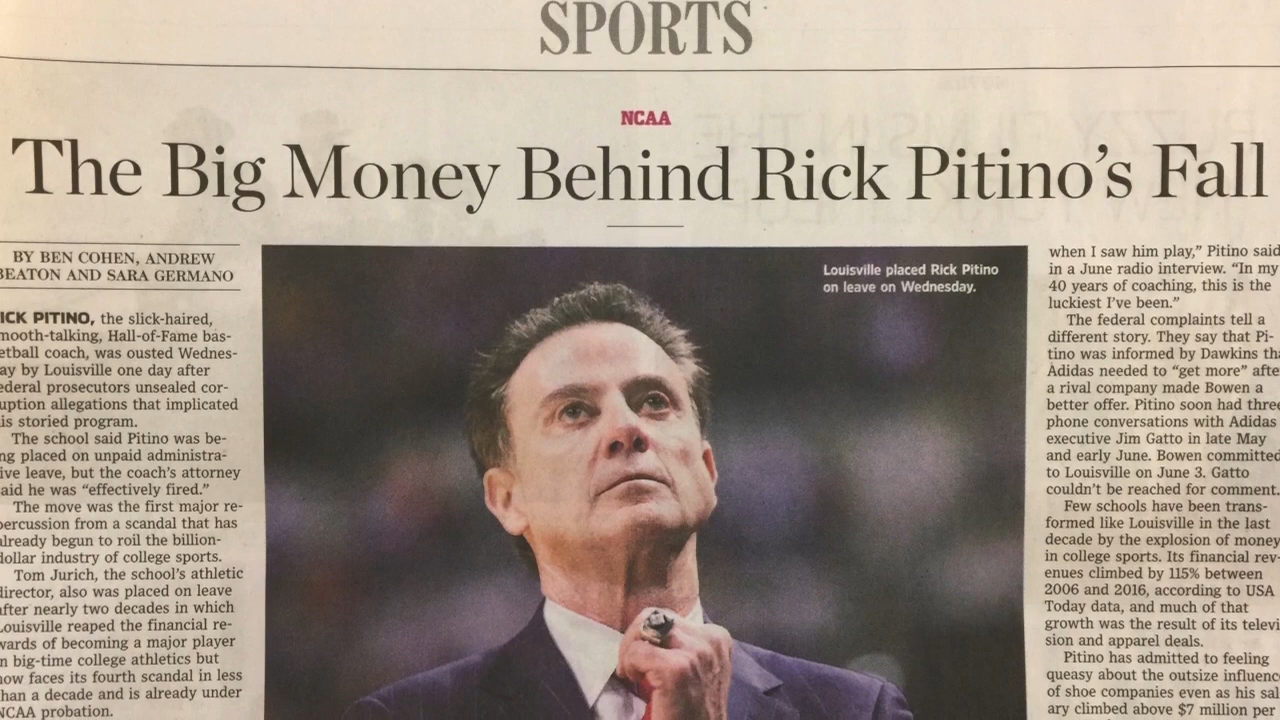 SPORTS
NCAA
The Big Money Behind Rick Pitino's Fall
BY BEN COHEN, ANDREW
BEATON AND SARA GERMANO
ICK PITINO, the slick-haired,
mooth-talking, Hall-of-Fame bas-
etball coach, was ousted Wednes-
ay by Louisville one day after
ederal prosecutors unsealed cor-
uption allegations that implicated
is storied program.
The school said Pitino was be-
ng placed on unpaid administra-
ive leave, but the coach's attorney
aid he was "effectively fired."
The move was the first major re-
percussion from a scandal that has
already begun to roil the billion-
dollar industry of college sports.
Tom Jurich, the school's athletic
director, also was placed on leave
after nearly two decades in which
Louisville reaped the financial re-
wards of becoming a major player
n big-time college athletics but
now faces its fourth scandal in less
than a decade and is already under
NCAA probation.
Louisville placed Rick Pitino
on leave on Wednesday.
when I saw him play," Pitino said
in a June radio interview. "In my
40 years of coaching, this is the
luckiest I've been."
The federal complaints tell a
different story. They say that Pi-
tino was informed by Dawkins tha
Adidas needed to "get more" after
a rival company made Bowen a
better offer. Pitino soon had three
phone conversations with Adidas
executive Jim Gatto in late May
and early June. Bowen committed
to Louisville on June 3. Gatto
couldn't be reached for comment.
Few schools have been trans-
formed like Louisville in the last
decade by the explosion of money
in college sports. Its financial rev-
enues climbed by 115% between
2006 and 2016, according to USA
Today data, and much of that
growth was the result of its televi
sion and apparel deals.
Pitino has admitted to feeling
queasy about the outsize influence
of shoe companies even as his sal
ary climbed above $7 million per